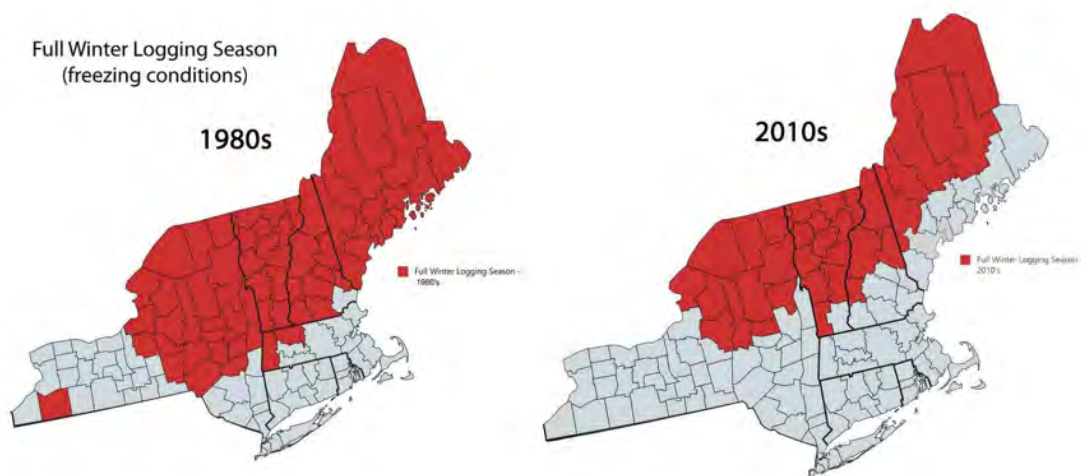 Full Winter Logging Season
(freezing conditions)
1980s
Full Winter Logging Season -
1980's
2010s
Full Winter Logging Season -
2010's